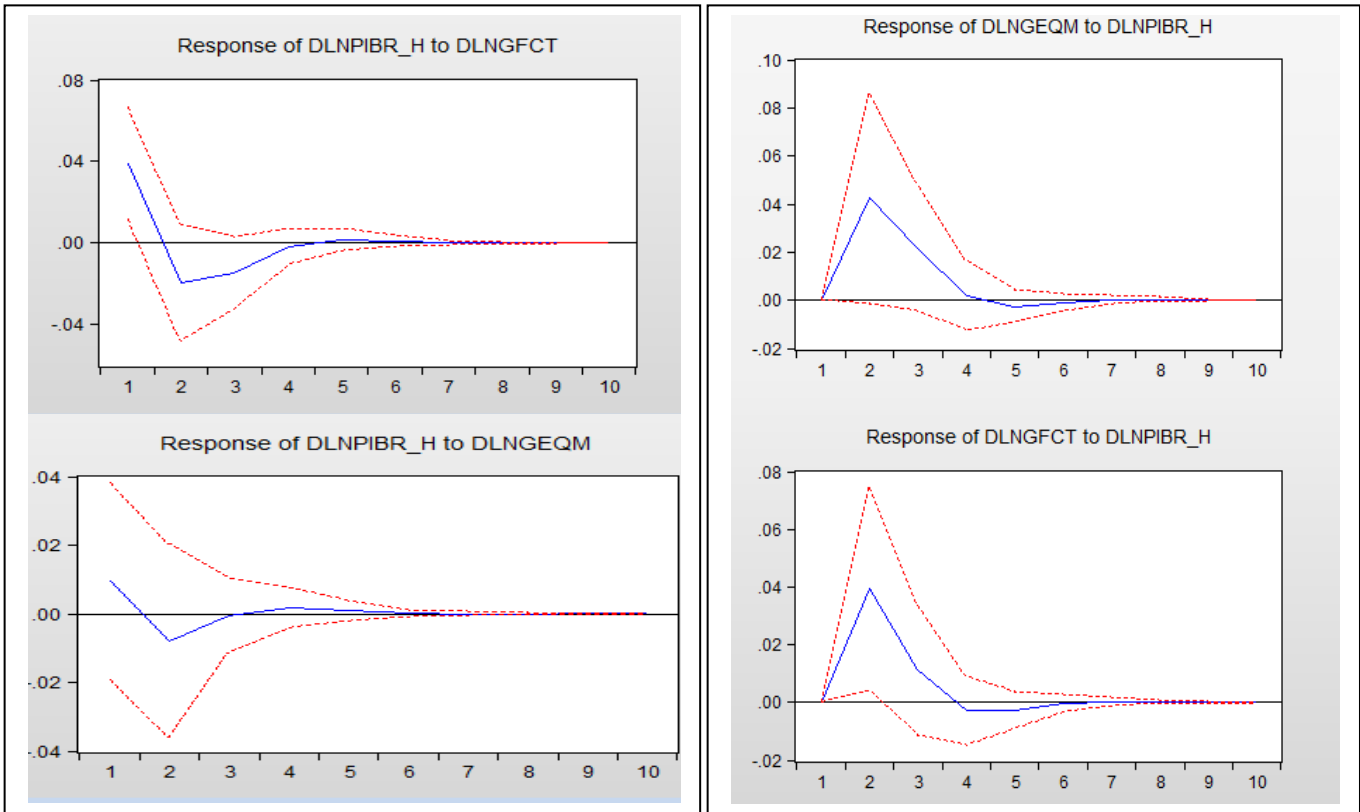 Response of DLNPIBR_H to DLNGFCT
.08
.04
.00
-.04
1 2 3 4 5 6 7 8 9 10
Response of DLNPIBR_H to DLNGEQM
.04
.02
.00
-.02
-.04
1 2 3 4 5 6 7 8 9 10
Response of DLNGEQM to DLNPIBR_H
.10
.08
.06
.04
.02
.00
-.02
1 2 3 4 5 6 7 8 9 10
Response of DLNGFCT to DLNPIBR_H
.08
.06
.04
.02
.00
-.02
1 2 3 4 5 6 7 8 9 10